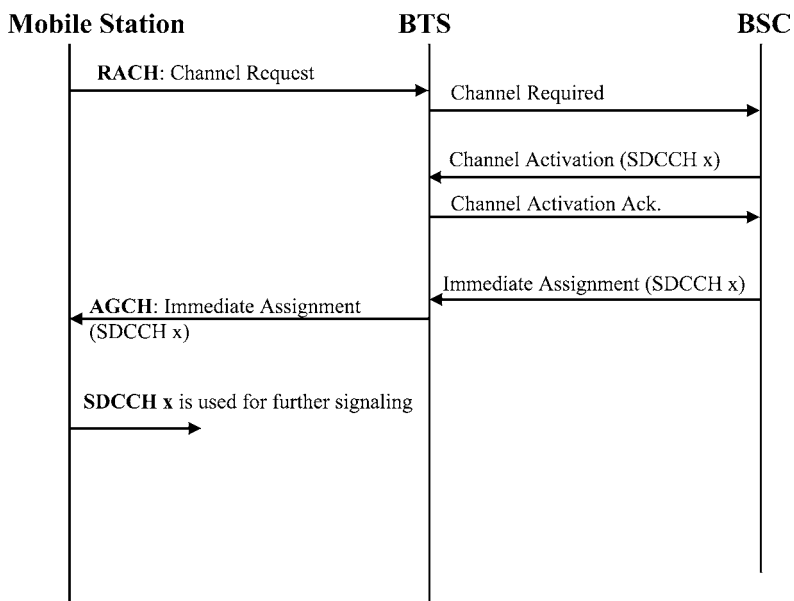 Mobile Station
BTS
BSC
RACH: Channel Request
Channel Required
Channel Activation (SDCCH x)
Channel Activation Ack.
Immediate Assignment (SDCCH x)
AGCH: Immediate Assignment
(SDCCH x)
SDCCH x is used for further signaling